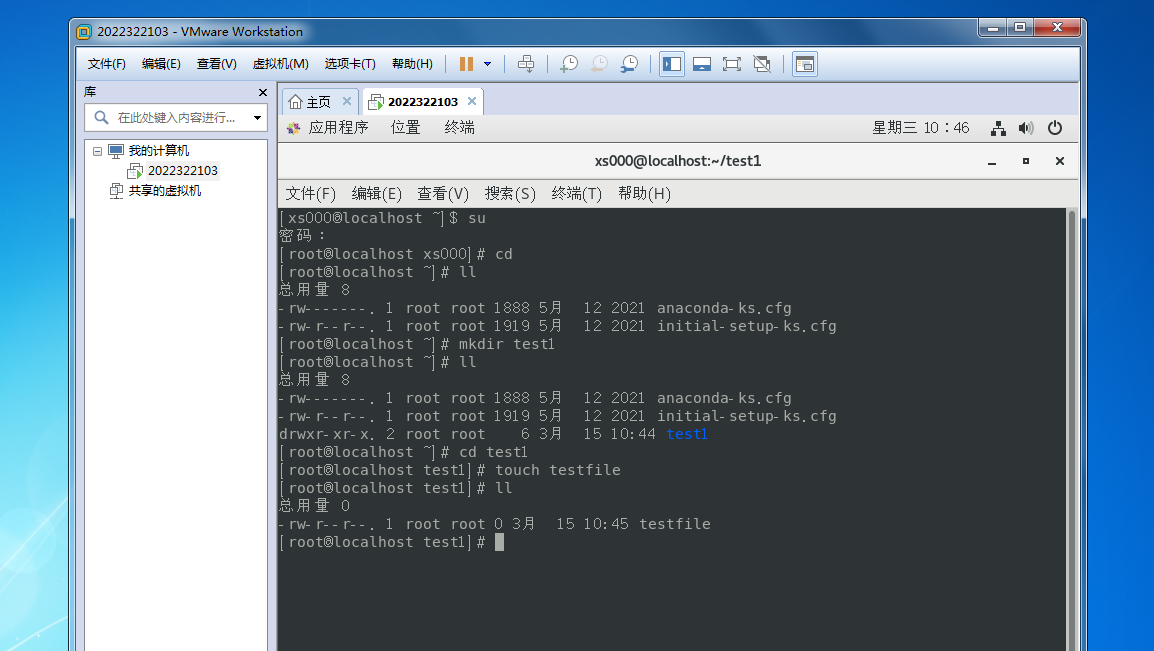 2022322103 - VMware Workstation
文件(F) 编辑(E) 查看(V) 虚拟机(M) 选项卡(T) 帮助(H)
库
在此处键入内容进行...
我的计算机
2022322103
共享的虚拟机
主页 2022322103
应用程序 位置 终端 星期三 10:46
xs000@localhost:~/test1
文件(F) 编辑(E) 查看(V) 搜索(S) 终端(T) 帮助(H)
[xs000@localhost ~]$ su
密码：
[root@localhost xs000]# cd
[root@localhost ~]# ll
总用量 8
-rw-------. 1 root root 1888 5月  12 2021 anaconda-ks.cfg
-rw-r--r--. 1 root root 1919 5月  12 2021 initial-setup-ks.cfg
[root@localhost ~]# mkdir test1
[root@localhost ~]# ll
总用量 8
-rw-------. 1 root root 1888 5月  12 2021 anaconda-ks.cfg
-rw-r--r--. 1 root root 1919 5月  12 2021 initial-setup-ks.cfg
drwxr-xr-x. 2 root root    6 3月  15 10:44 test1
[root@localhost ~]# cd test1
[root@localhost test1]# touch testfile
[root@localhost test1]# ll
总用量 0
-rw-r--r--. 1 root root 0 3月  15 10:45 testfile
[root@localhost test1]#